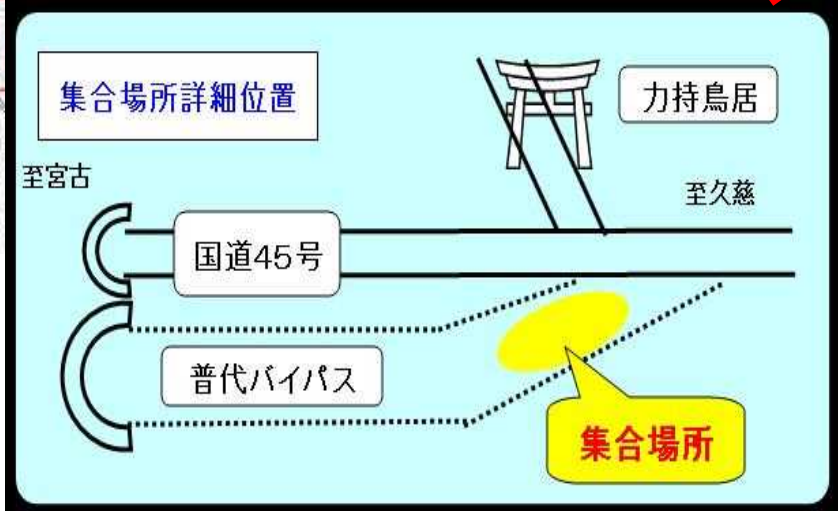 集合場所詳細位置
力持鳥居
至宮古
至久慈
国道45号
普代バイパス
集合場所